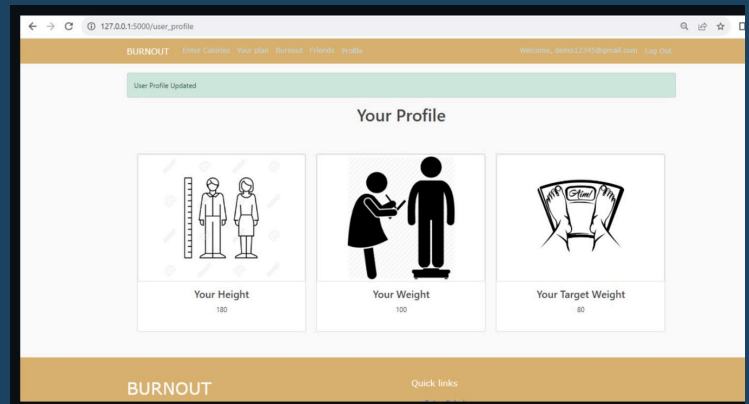 127.0.0.1:5000/user_profile
BURNOUT Enter Calories Your plan Burnout Friends Profile Welcome, demo12345@gmail.com Log Out
User Profile Updated
Your Profile
Aim!
Your Height Your Weight Your Target Weight
180 100 80
BURNOUT Quick links